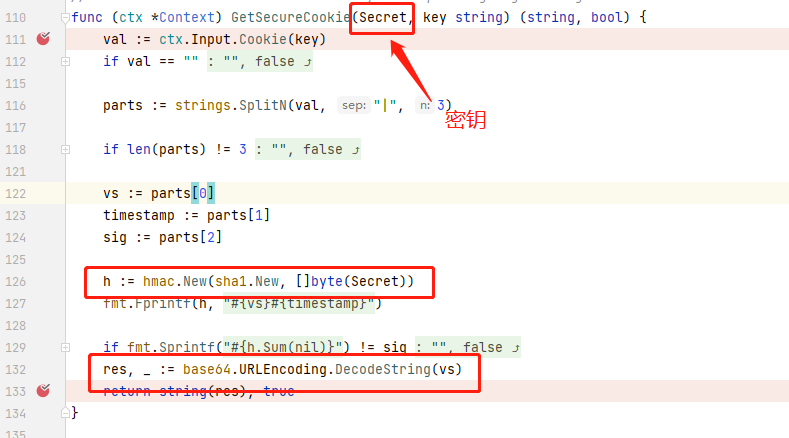 110 func (ctx *Context) GetSecureCookie(Secret, key string) (string, bool) {
111 val := ctx.Input.Cookie(key)
112 if val == "" : "", false ⤴
115
116 parts := strings.SplitN(val, sep: "|", n: 3)
117 密钥
118 if len(parts) != 3 : "", false ⤴
121
122 vs := parts[0]
123 timestamp := parts[1]
124 sig := parts[2]
125
126 h := hmac.New(sha1.New, []byte(Secret))
127 fmt.Fprintf(h, "#{vs}#{timestamp}")
128
129 if fmt.Sprintf("#{h.Sum(nil)}") != sig : "", false ⤴
132 res, _ := base64.URLEncoding.DecodeString(vs)
133 return string(res), true
134 }